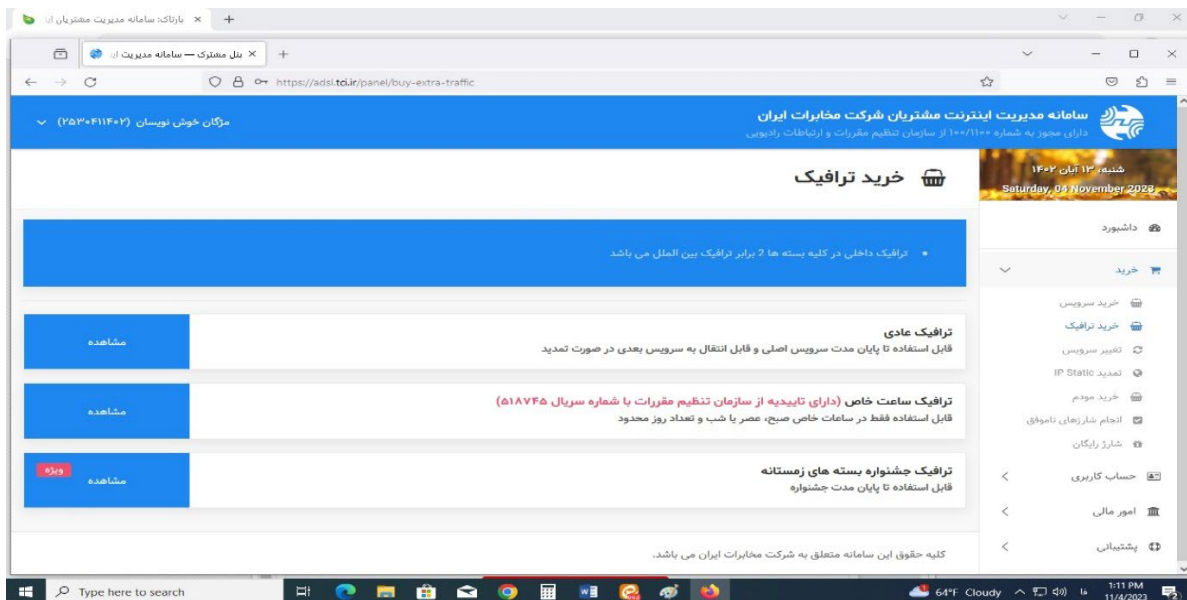 بازتاک: سامانه مدیریت مشتریان ای
پنل مشترک — سامانه مدیریت ای
https://adsl.tci.ir/panel/buy-extra-traffic
سامانه مدیریت اینترنت مشتریان شرکت مخابرات ایران
دارای مجوز به شماره ۱۰۰/۱۱۰۰ از سازمان تنظیم مقررات و ارتباطات رادیویی
مژگان خوش نویسان (۲۵۳۰۴۱۱۴۰۲)
شنبه، ۱۳ آبان ۱۴۰۲
Saturday, 04 November 2023
داشبورد
خرید
خرید سرویس
خرید ترافیک
تغییر سرویس
تمدید IP Static
خرید مودم
انجام شارژهای ناموفق
شارژ رایگان
حساب کاربری
امور مالی
پشتیبانی
خرید ترافیک
ترافیک داخلی در کلیه بسته ها 2 برابر ترافیک بین الملل می باشد
ترافیک عادی
قابل استفاده تا پایان مدت سرویس اصلی و قابل انتقال به سرویس بعدی در صورت تمدید
مشاهده
ترافیک ساعت خاص (دارای تاییدیه از سازمان تنظیم مقررات با شماره سریال ۵۱۸۷۴۵)
قابل استفاده فقط در ساعات خاص صبح، عصر یا شب و تعداد روز محدود
مشاهده
ترافیک جشنواره بسته های زمستانه
قابل استفاده تا پایان مدت جشنواره
ویژه
مشاهده
کلیه حقوق این سامانه متعلق به شرکت مخابرات ایران می باشد.
Type here to search
64°F Cloudy
فا
1:11 PM
11/4/2023